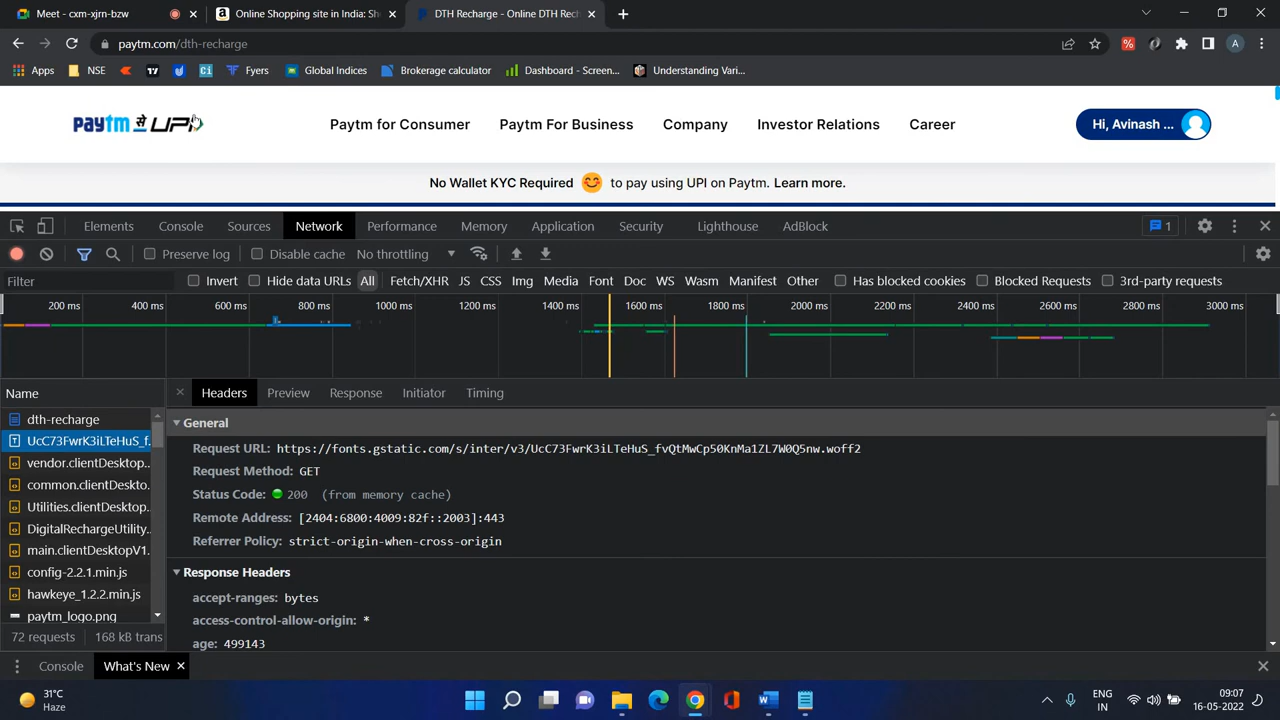 Meet - cxm-xjrn-bzw
Online Shopping site in India: Sh
DTH Recharge - Online DTH Rec
paytm.com/dth-recharge
A
Apps
NSE
Ci
Fyers
Global Indices
Brokerage calculator
Dashboard - Screen...
Understanding Vari...
paytm से UPI
Paytm for Consumer
Paytm For Business
Company
Investor Relations
Career
Hi, Avinash ...
No Wallet KYC Required to pay using UPI on Paytm. Learn more.
Elements
Console
Sources
Network
Performance
Memory
Application
Security
Lighthouse
AdBlock
1
Preserve log
Disable cache
No throttling
Filter
Invert
Hide data URLs
All
Fetch/XHR
JS
CSS
Img
Media
Font
Doc
WS
Wasm
Manifest
Other
Has blocked cookies
Blocked Requests
3rd-party requests
200 ms
400 ms
600 ms
800 ms
1000 ms
1200 ms
1400 ms
1600 ms
1800 ms
2000 ms
2200 ms
2400 ms
2600 ms
2800 ms
3000 ms
Name
Headers
Preview
Response
Initiator
Timing
dth-recharge
UcC73FwrK3iLTeHuS_f.
vendor.clientDesktop..
common.clientDeskto..
Utilities.clientDesktop..
DigitalRechargeUtility..
main.clientDesktopV1.
config-2.2.1.min.js
hawkeye_1.2.2.min.js
paytm_logo.png
72 requests
168 kB trans
General
Request URL: https://fonts.gstatic.com/s/inter/v3/UcC73FwrK3iLTeHuS_fvQtMwCp50KnMa1ZL7W0Q5nw.woff2
Request Method: GET
Status Code: 200 (from memory cache)
Remote Address: [2404:6800:4009:82f::2003]:443
Referrer Policy: strict-origin-when-cross-origin
Response Headers
accept-ranges: bytes
access-control-allow-origin: *
age: 499143
Console
What's New
31°C
Haze
ENG
IN
09:07
16-05-2022